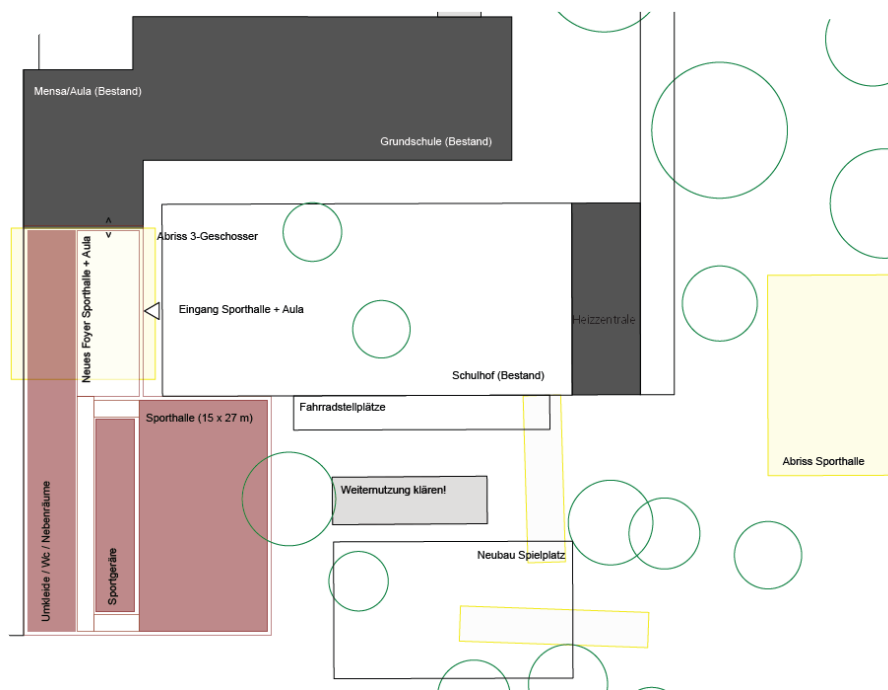 Mensa/Aula (Bestand)
Grundschule (Bestand)
Abriss 3-Geschosser
Neues Foyer Sporthalle + Aula
Eingang Sporthalle + Aula
Heizzentrale
Schulhof (Bestand)
Fahrradstellplätze
Sporthalle (15 x 27 m)
Abriss Sporthalle
Weiternutzung klären!
Umkleide / Wc / Nebenräume
Sportgeräre
Neubau Spielplatz